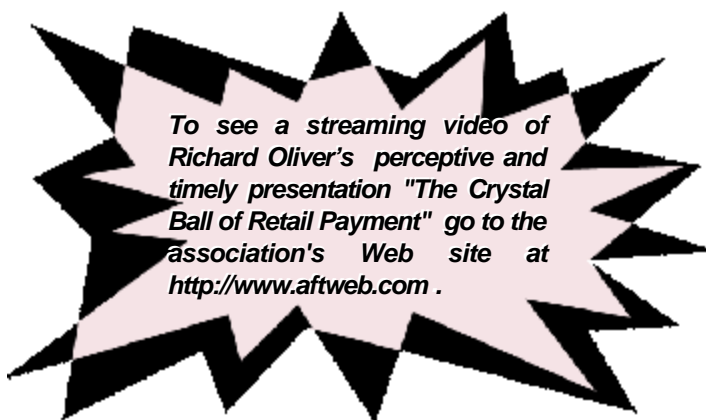 To see a streaming video of
Richard Oliver's perceptive and
timely presentation "The Crystal
Ball of Retail Payment" go to the
association's Web site at
http://www.aftweb.com .